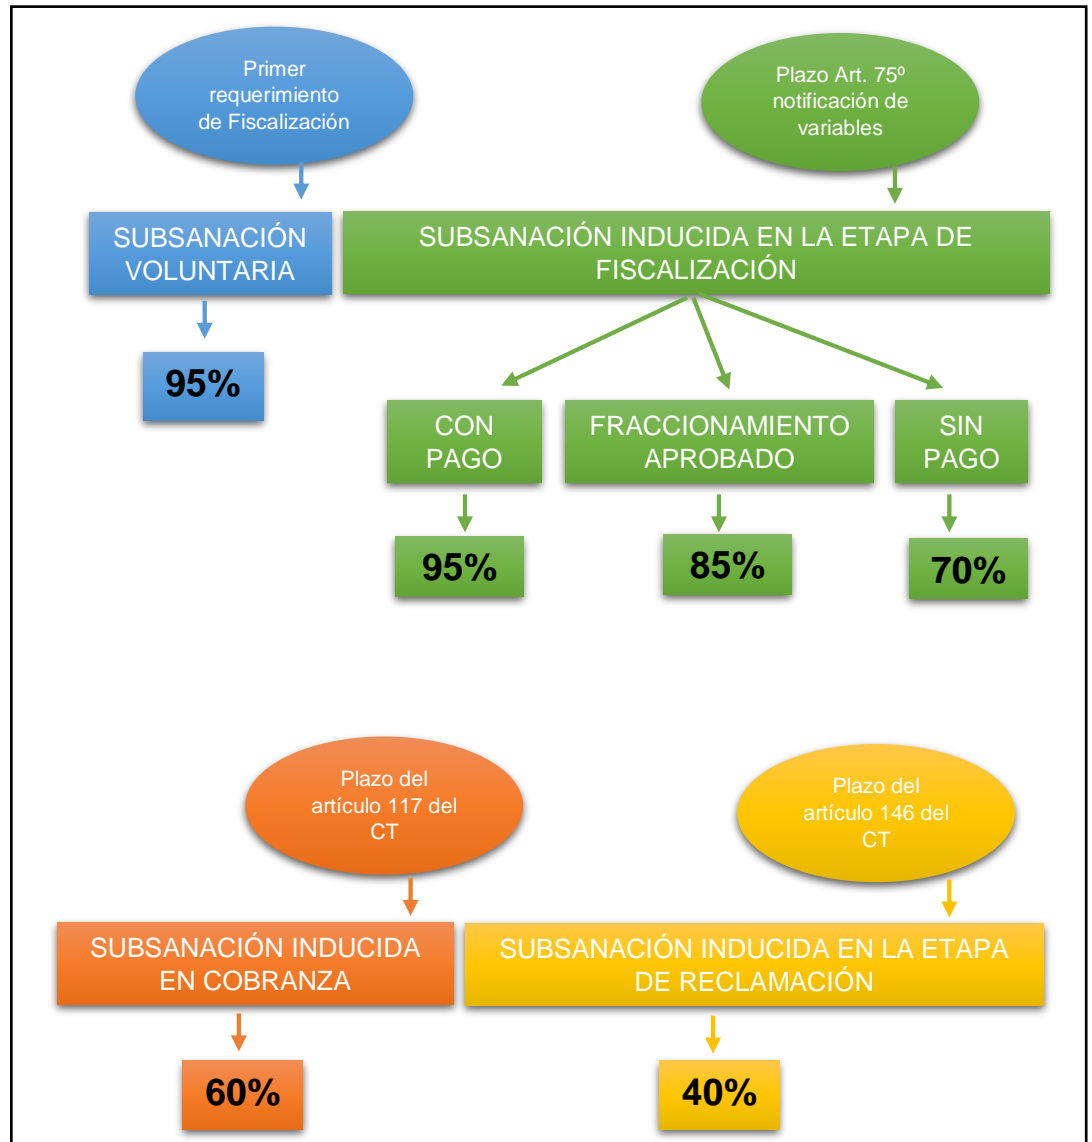 Primer
requerimiento
de Fiscalización
Plazo Art. 75º
notificación de
variables
SUBSANACIÓN
VOLUNTARIA
SUBSANACIÓN INDUCIDA EN LA ETAPA DE
FISCALIZACIÓN
95%
CON
PAGO
FRACCIONAMIENTO
APROBADO
SIN
PAGO
95%
85%
70%
Plazo del
artículo 117 del
CT
Plazo del
artículo 146 del
CT
SUBSANACIÓN INDUCIDA
EN COBRANZA
SUBSANACIÓN INDUCIDA EN LA ETAPA
DE RECLAMACIÓN
60%
40%